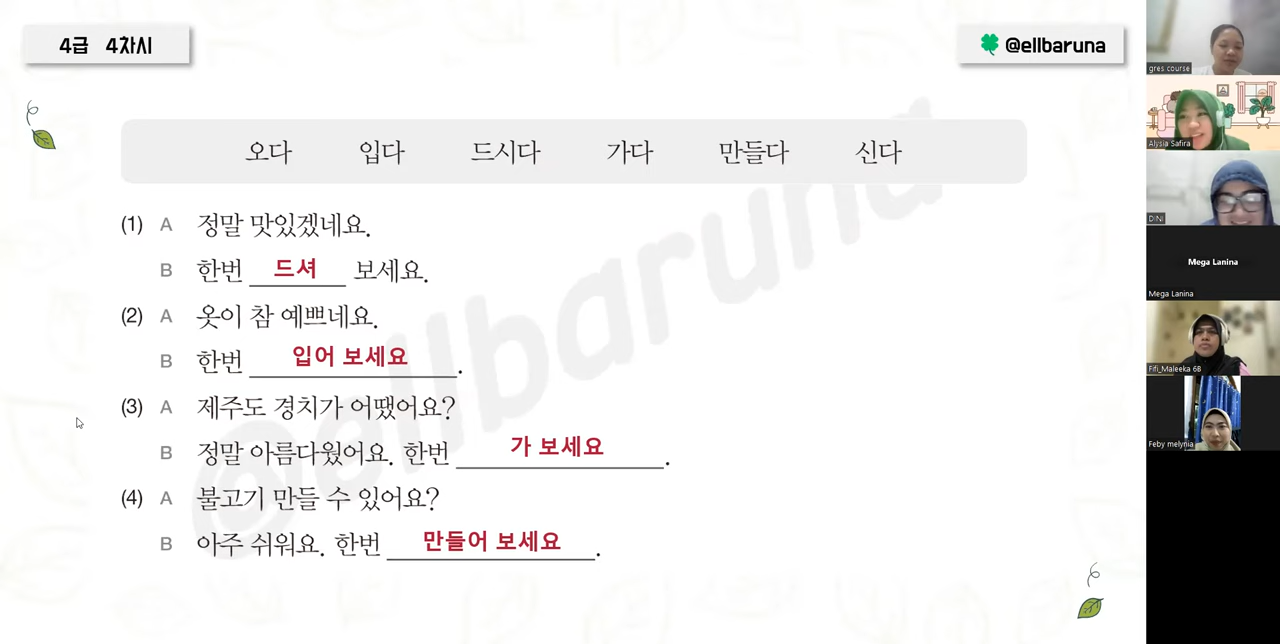 4급 4차시
@ellbaruna
오다 입다 드시다 가다 만들다 신다
(1) A 정말 맛있겠네요.
B 한번 드셔 보세요.
(2) A 옷이 참 예쁘네요.
B 한번 입어 보세요.
(3) A 제주도 경치가 어땠어요?
B 정말 아름다웠어요. 한번 가 보세요.
(4) A 불고기 만들 수 있어요?
B 아주 쉬워요. 한번 만들어 보세요.
@ellbaruna
gres course
Alysia Safira
DINI
Mega Lanina
Mega Lanina
Fifi_Maleeka 6B
Feby melynia